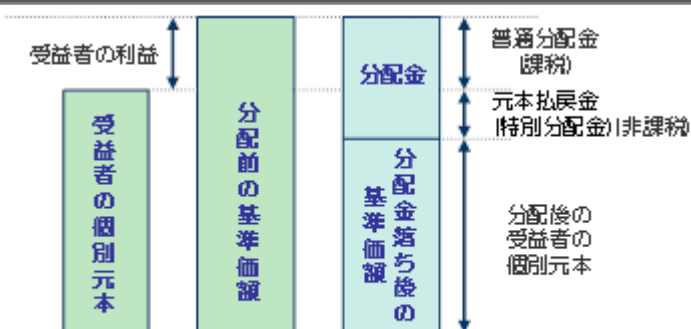 受益者の利益
受益者の個別元本
分配前の基準価額
分配金
分配金落ち後の
基準価額
普通分配金
(課税)
元本払戻金
(特別分配金)(非課税)
分配後の
受益者の
個別元本